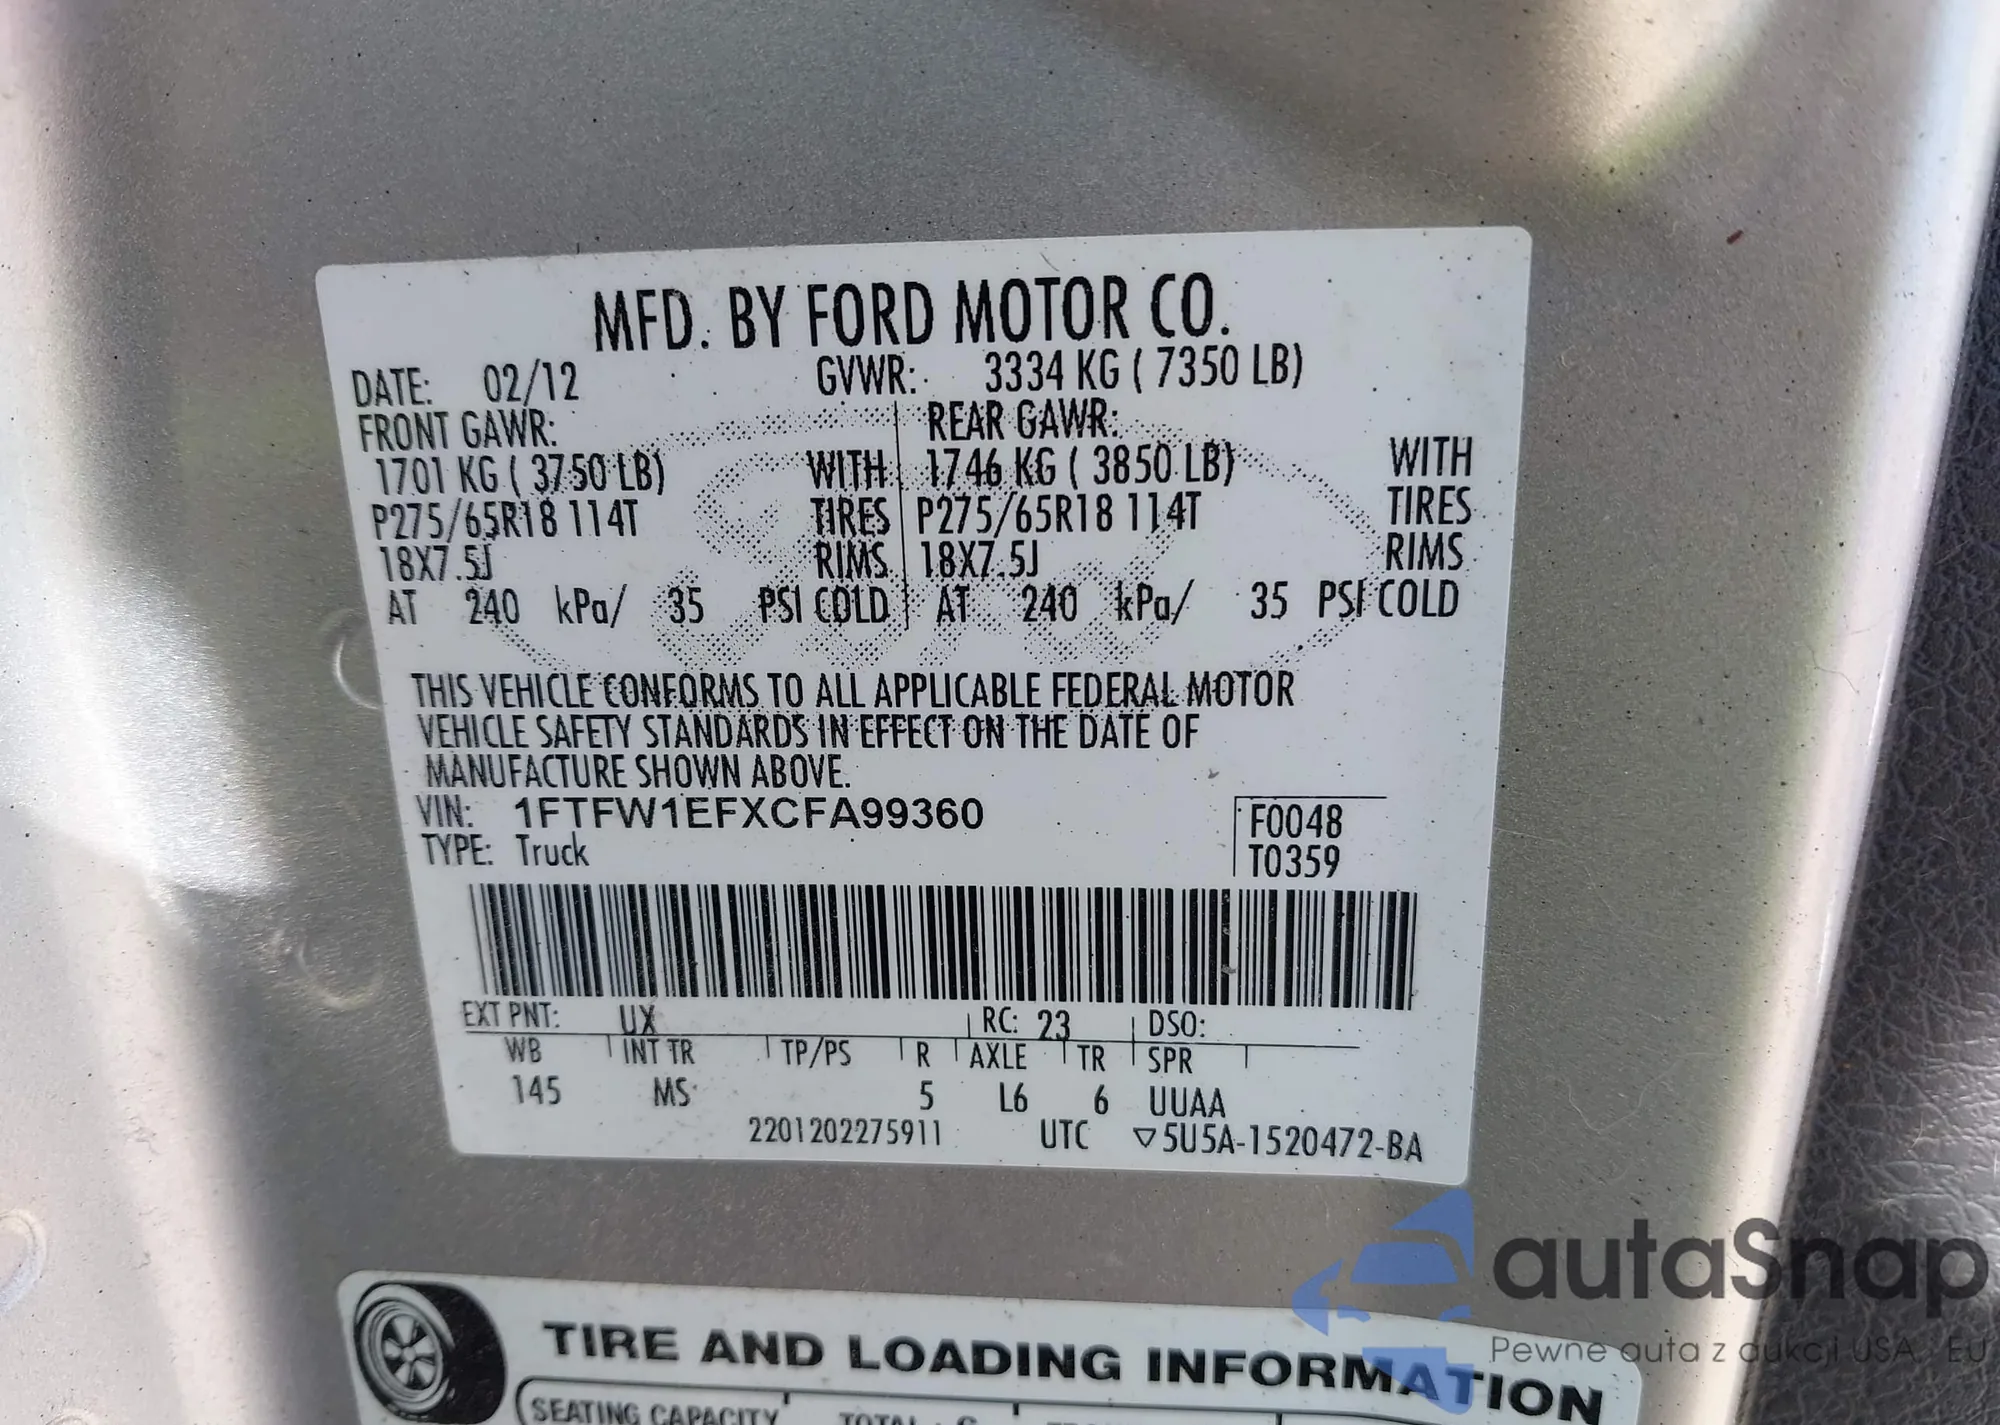 MFD. BY FORD MOTOR CO.
DATE: 02/12 GVWR: 3334 KG ( 7350 LB)
FRONT GAWR: REAR GAWR:
1701 KG ( 3750 LB) WITH 1746 KG ( 3850 LB) WITH
P275/65R18 114T TIRES P275/65R18 114T TIRES
18X7.5J RIMS 18X7.5J RIMS
AT 240 kPa/ 35 PSI COLD AT 240 kPa/ 35 PSI COLD
THIS VEHICLE CONFORMS TO ALL APPLICABLE FEDERAL MOTOR
VEHICLE SAFETY STANDARDS IN EFFECT ON THE DATE OF
MANUFACTURE SHOWN ABOVE.
VIN: 1FTFW1EFXCFA99360 F0048
TYPE: Truck T0359
EXT PNT: UX RC: 23 DSO:
WB INT TR TP/PS R AXLE TR SPR
145 MS 5 L6 6 UUAA
2201202275911 UTC ▽5U5A-1520472-BA
TIRE AND LOADING INFORMATION
SEATING CAPACITY
autaSnap
Pewne auta z aukcji USA i EU